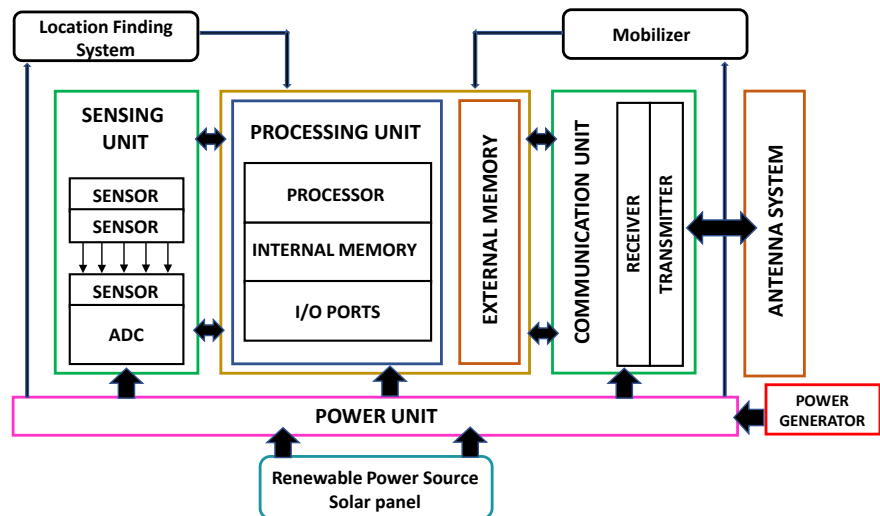 Location Finding
System
Mobilizer
SENSING
UNIT
SENSOR
SENSOR
SENSOR
ADC
PROCESSING UNIT
PROCESSOR
INTERNAL MEMORY
I/O PORTS
EXTERNAL MEMORY
COMMUNICATION UNIT
RECEIVER
TRANSMITTER
ANTENNA SYSTEM
POWER UNIT
POWER
GENERATOR
Renewable Power Source
Solar panel